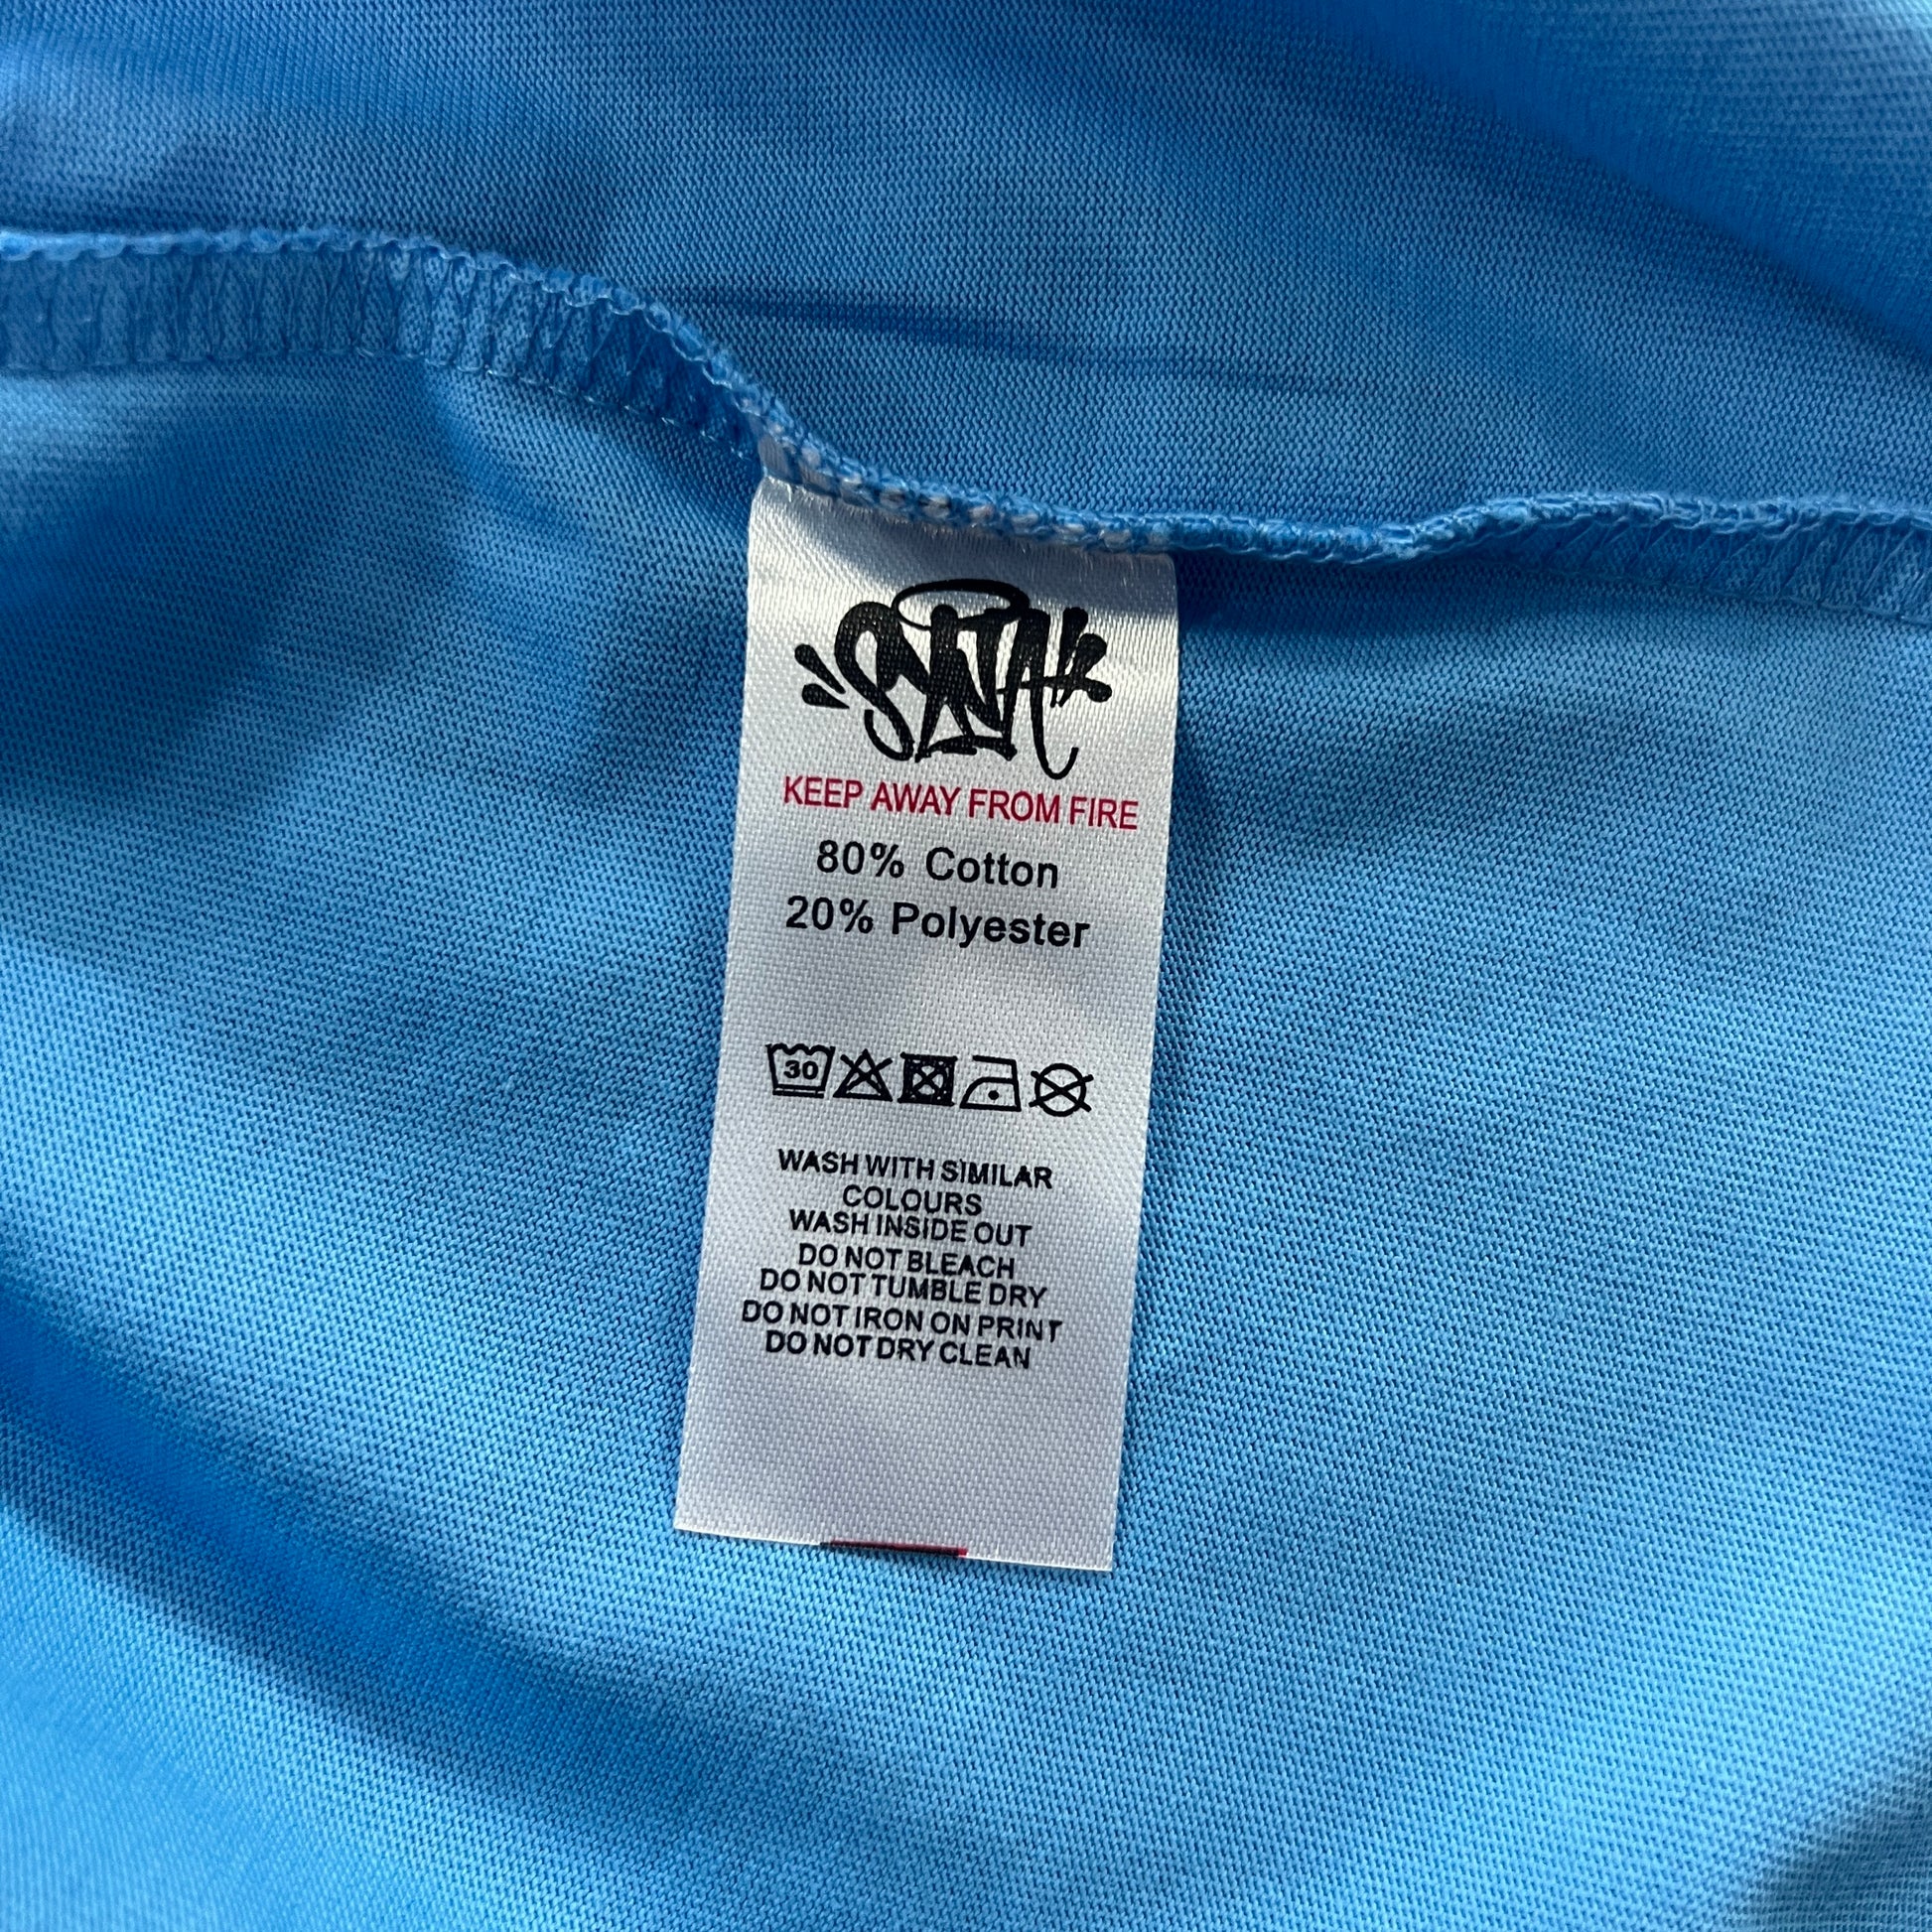 SYNA
KEEP AWAY FROM FIRE
80% Cotton
20% Polyester
30
WASH WITH SIMILAR
COLOURS
WASH INSIDE OUT
DO NOT BLEACH
DO NOT TUMBLE DRY
DO NOT IRON ON PRINT
DO NOT DRY CLEAN